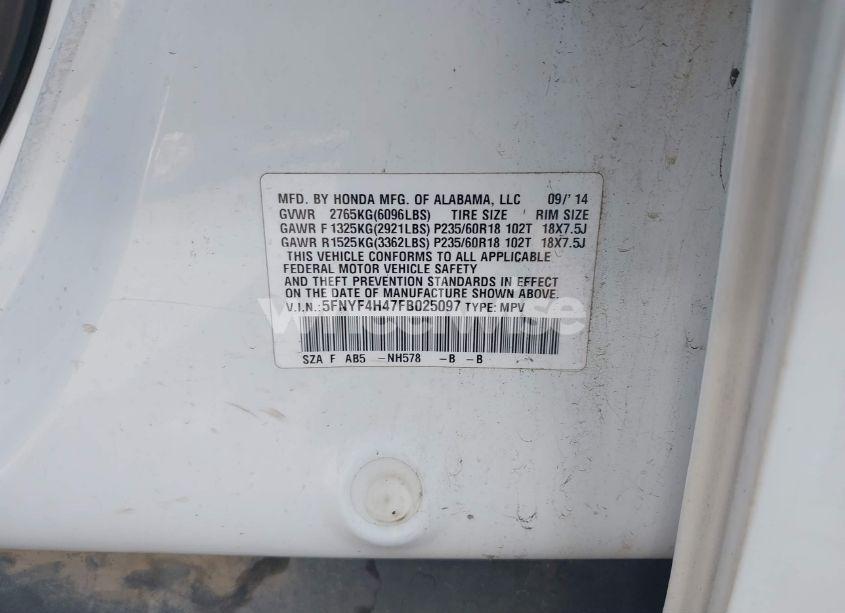 MFD. BY HONDA MFG. OF ALABAMA, LLC 09/'14
GVWR 2765KG(6096LBS) TIRE SIZE RIM SIZE
GAWR F 1325KG(2921LBS) P235/60R18 102T 18X7.5J
GAWR R 1525KG(3362LBS) P235/60R18 102T 18X7.5J
THIS VEHICLE CONFORMS TO ALL APPLICABLE
FEDERAL MOTOR VEHICLE SAFETY
AND THEFT PREVENTION STANDARDS IN EFFECT
ON THE DATE OF MANUFACTURE SHOWN ABOVE.
V.I.N.:5FNYF4H47FB025097 TYPE: MPV
wheelwise
SZA F AB5 -NH578 -B -B